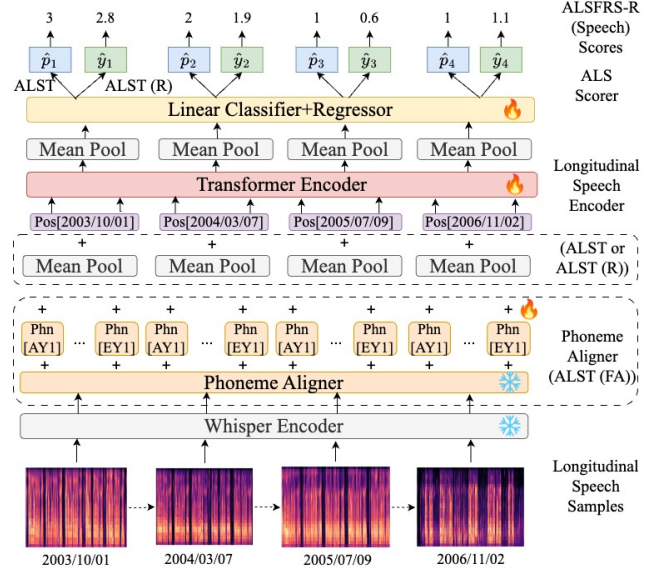 3 2.8 2 1.9 1 0.6 1 1.1
ALSFRS-R
(Speech)
Scores
p̂₁ ŷ₁ p̂₂ ŷ₂ p̂₃ ŷ₃ p̂₄ ŷ₄
ALST ALST (R)
ALS
Scorer
Linear Classifier+Regressor
Mean Pool Mean Pool Mean Pool Mean Pool
Transformer Encoder
Longitudinal
Speech
Encoder
Pos[2003/10/01] Pos[2004/03/07] Pos[2005/07/09] Pos[2006/11/02]
+ + + +
Mean Pool Mean Pool Mean Pool Mean Pool
(ALST or
ALST (R))
+ + + + + + + +
Phn ... Phn Phn ... Phn Phn ... Phn Phn ... Phn
[AY1] [EY1] [AY1] [EY1] [AY1] [EY1] [AY1] [EY1]
+ + + + + + + +
Phoneme Aligner
Phoneme
Aligner
(ALST (FA))
Whisper Encoder
Longitudinal
Speech
Samples
2003/10/01 2004/03/07 2005/07/09 2006/11/02